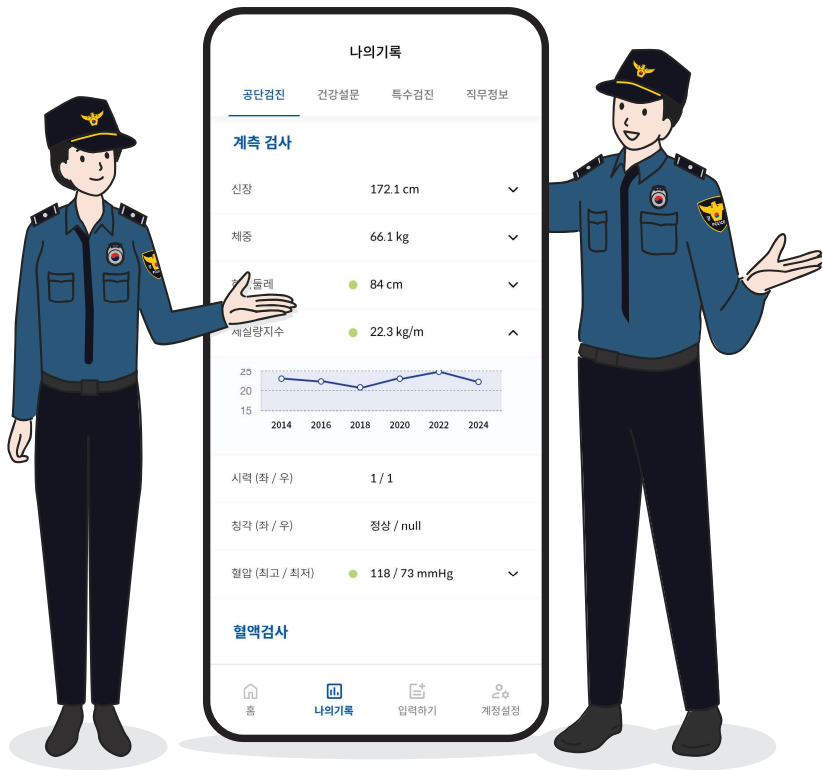 나의기록
공단검진 건강설문 특수검진 직무정보
계측 검사
신장 172.1 cm
체중 66.1 kg
둘레 84 cm
체질량지수 22.3 kg/m
25
20
15
2014 2016 2018 2020 2022 2024
시력 (좌 / 우) 1 / 1
청각 (좌 / 우) 정상 / null
혈압 (최고 / 최저) 118 / 73 mmHg
혈액검사
홈 나의기록 입력하기 계정설정
POLICE